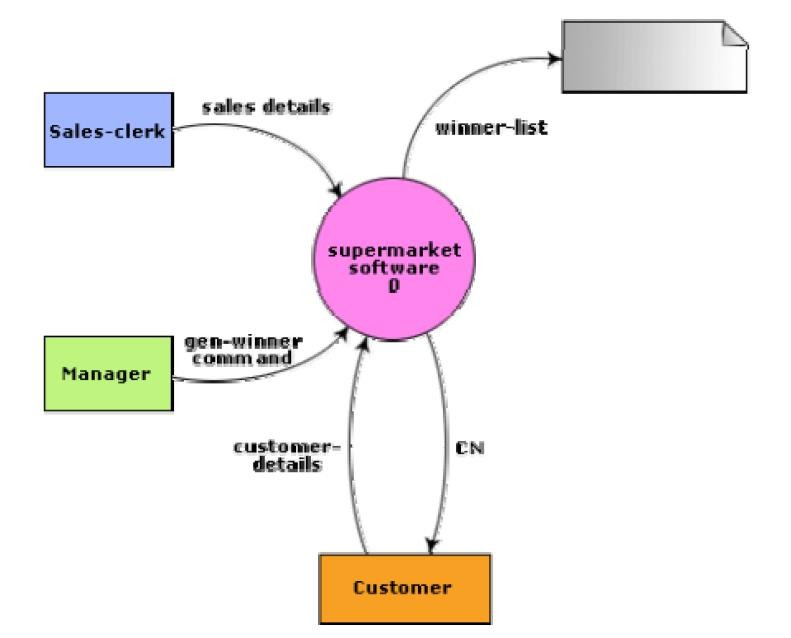 sales details
Sales-clerk
winner-list
supermarket
software
0
gen-winner
command
Manager
customer-
details
CN
Customer